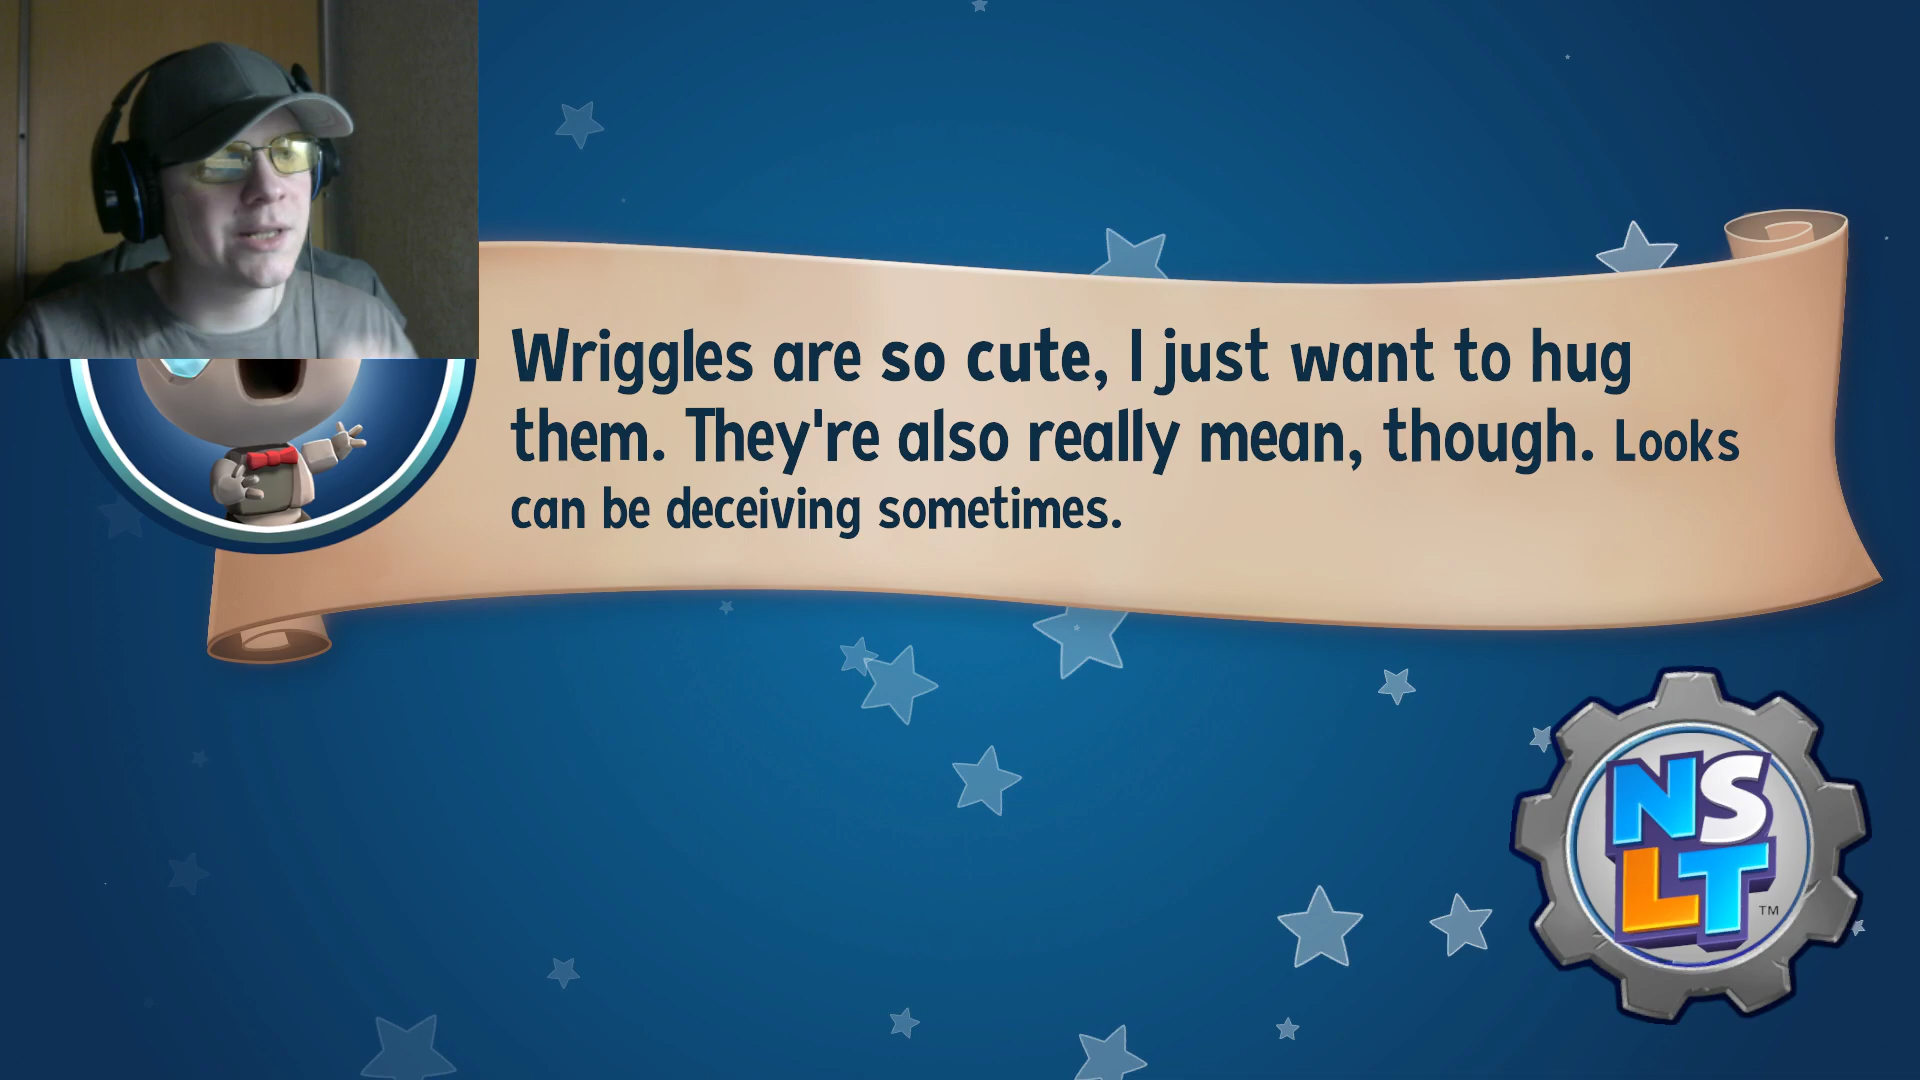 Wriggles are so cute, I just want to hug
them. They're also really mean, though. Looks
can be deceiving sometimes.
NS
LT
TM